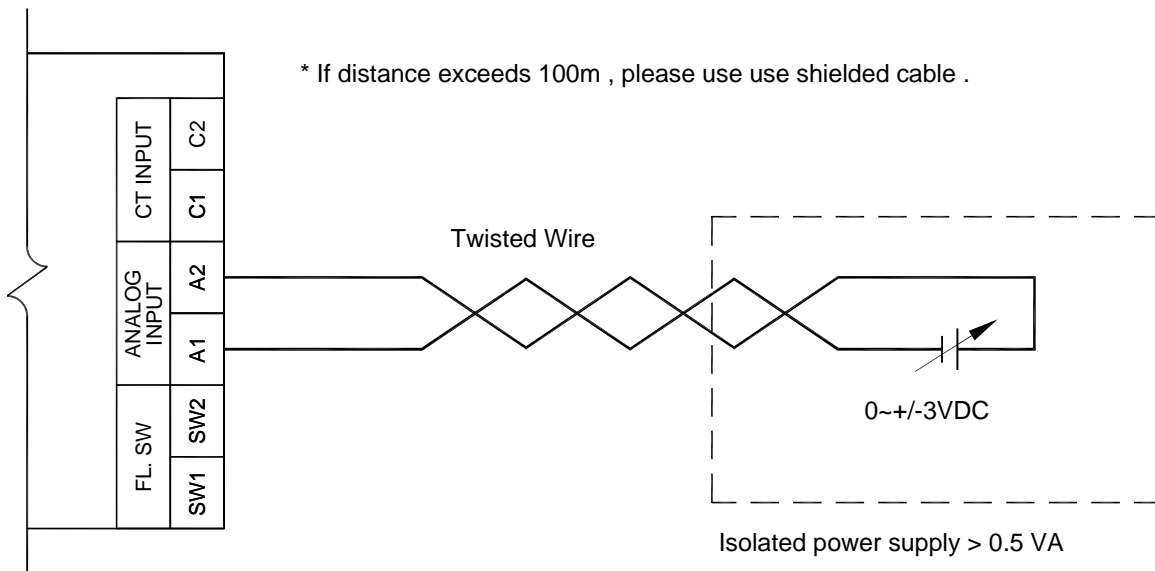 * If distance exceeds 100m , please use use shielded cable .
CT INPUT
C2
C1
Twisted Wire
ANALOG
INPUT
A2
A1
0~+/-3VDC
FL. SW
SW2
SW1
Isolated power supply > 0.5 VA